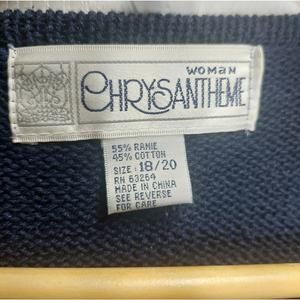 WOMAN
CHRYSANTHEME
55% RAMIE
45% COTTON
SIZE: 18/20
RN 63264
MADE IN CHINA
SEE REVERSE
FOR CARE